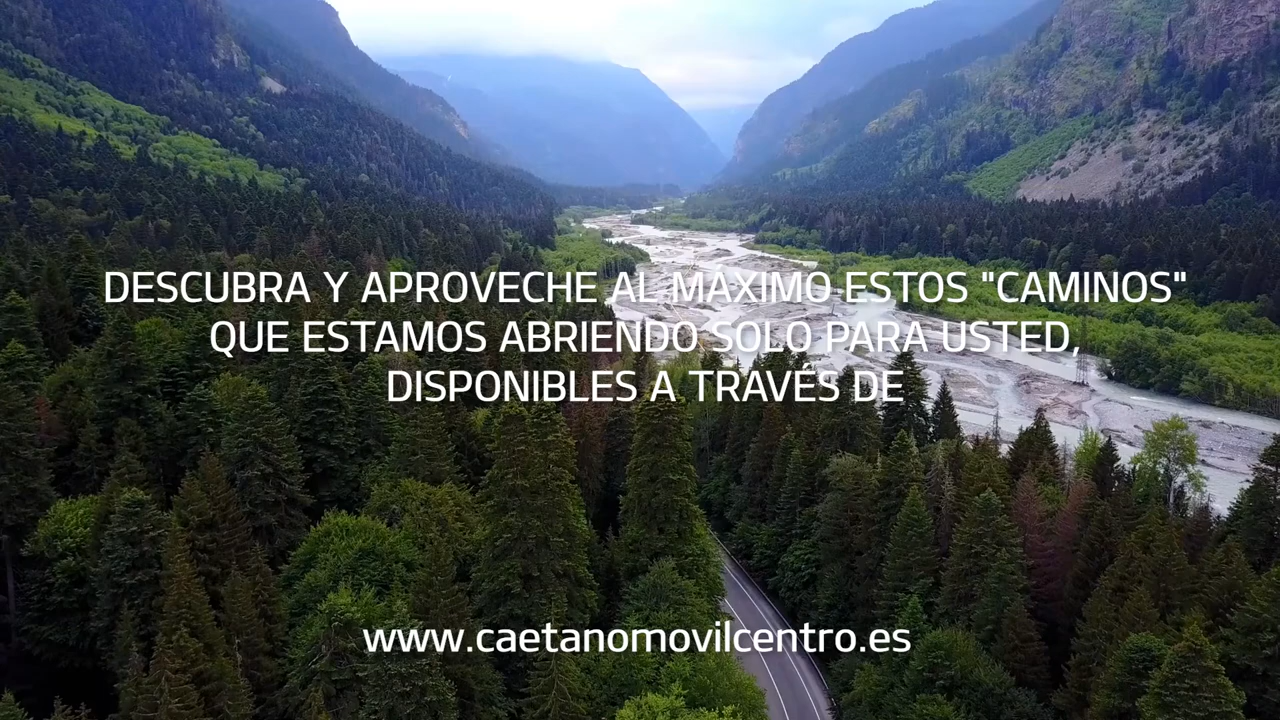 DESCUBRA Y APROVECHE AL MÁXIMO ESTOS "CAMINOS"
QUE ESTAMOS ABRIENDO SOLO PARA USTED,
DISPONIBLES A TRAVÉS DE
www.caetanomovilcentro.es